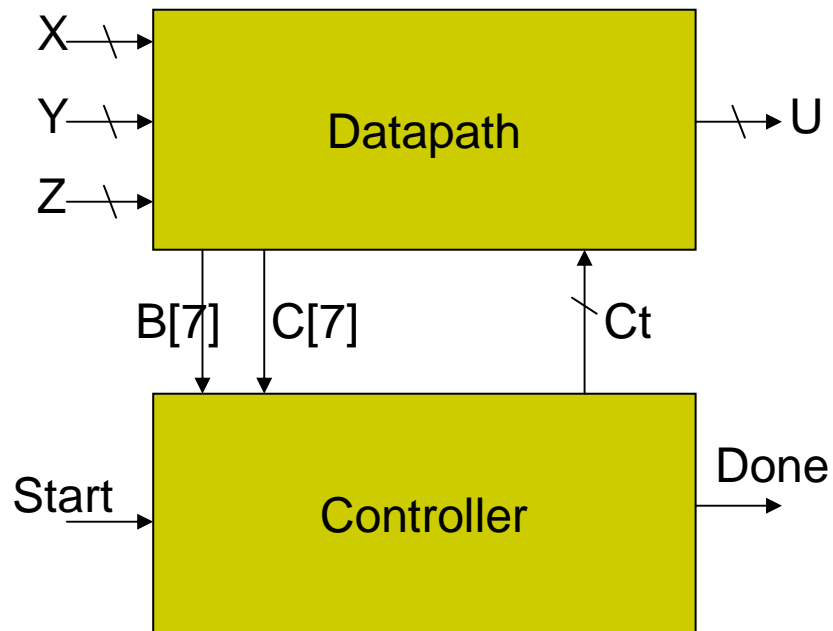 X
Y
Z
Datapath
U
B[7]
C[7]
Ct
Start
Controller
Done